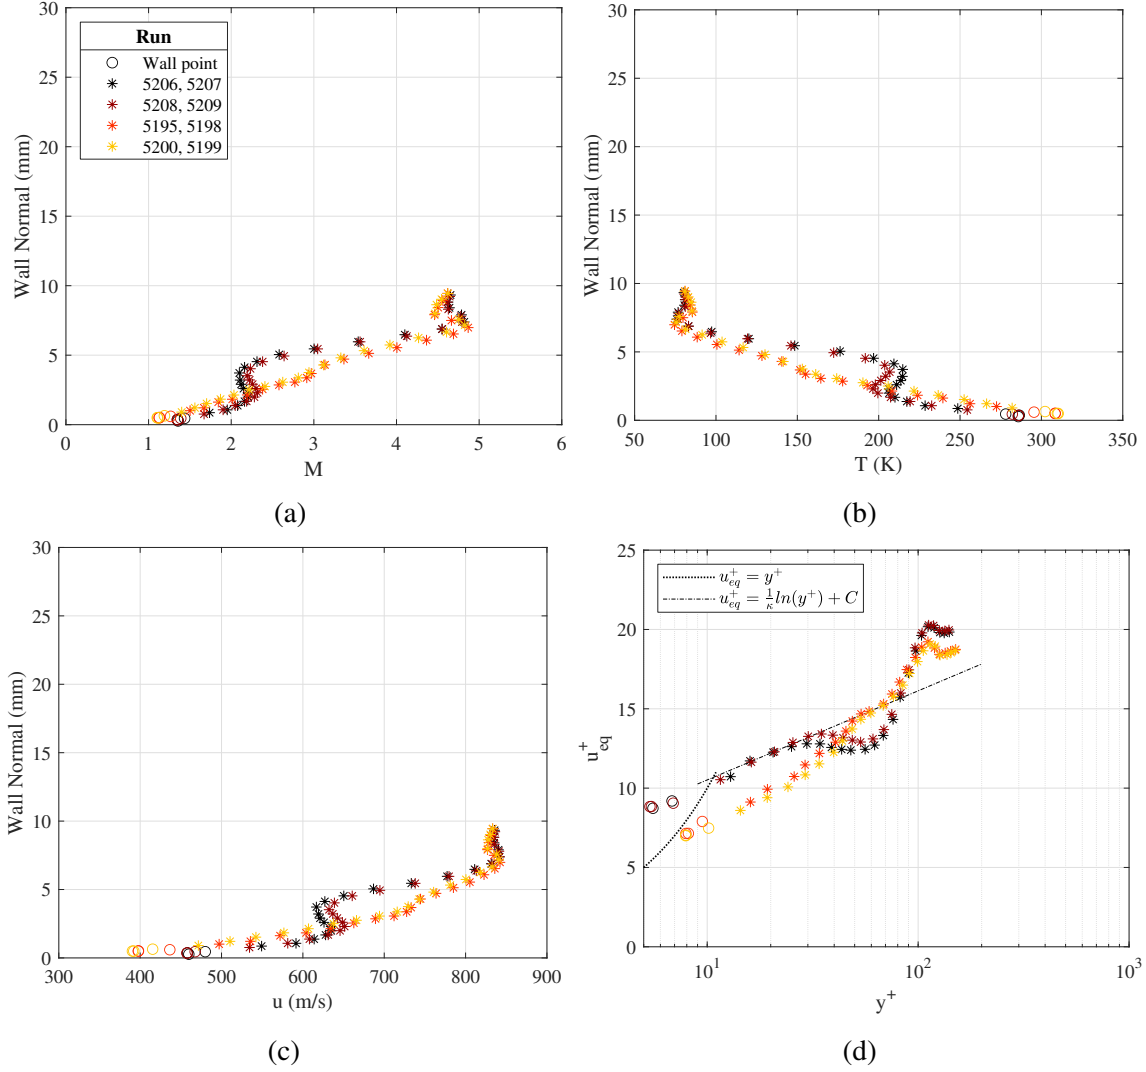 30
25
20
15
10
5
0
0 1 2 3 4 5 6
Wall Normal (mm)
M
Run
Wall point
5206, 5207
5208, 5209
5195, 5198
5200, 5199
(a)
30
25
20
15
10
5
0
50 100 150 200 250 300 350
Wall Normal (mm)
T (K)
(b)
30
25
20
15
10
5
0
300 400 500 600 700 800 900
Wall Normal (mm)
u (m/s)
(c)
25
20
15
10
5
0
10^1 10^2 10^3
u_{eq}^+
y^+
u_{eq}^+ = y^+
u_{eq}^+ = \frac{1}{κ}ln(y^+) + C
(d)